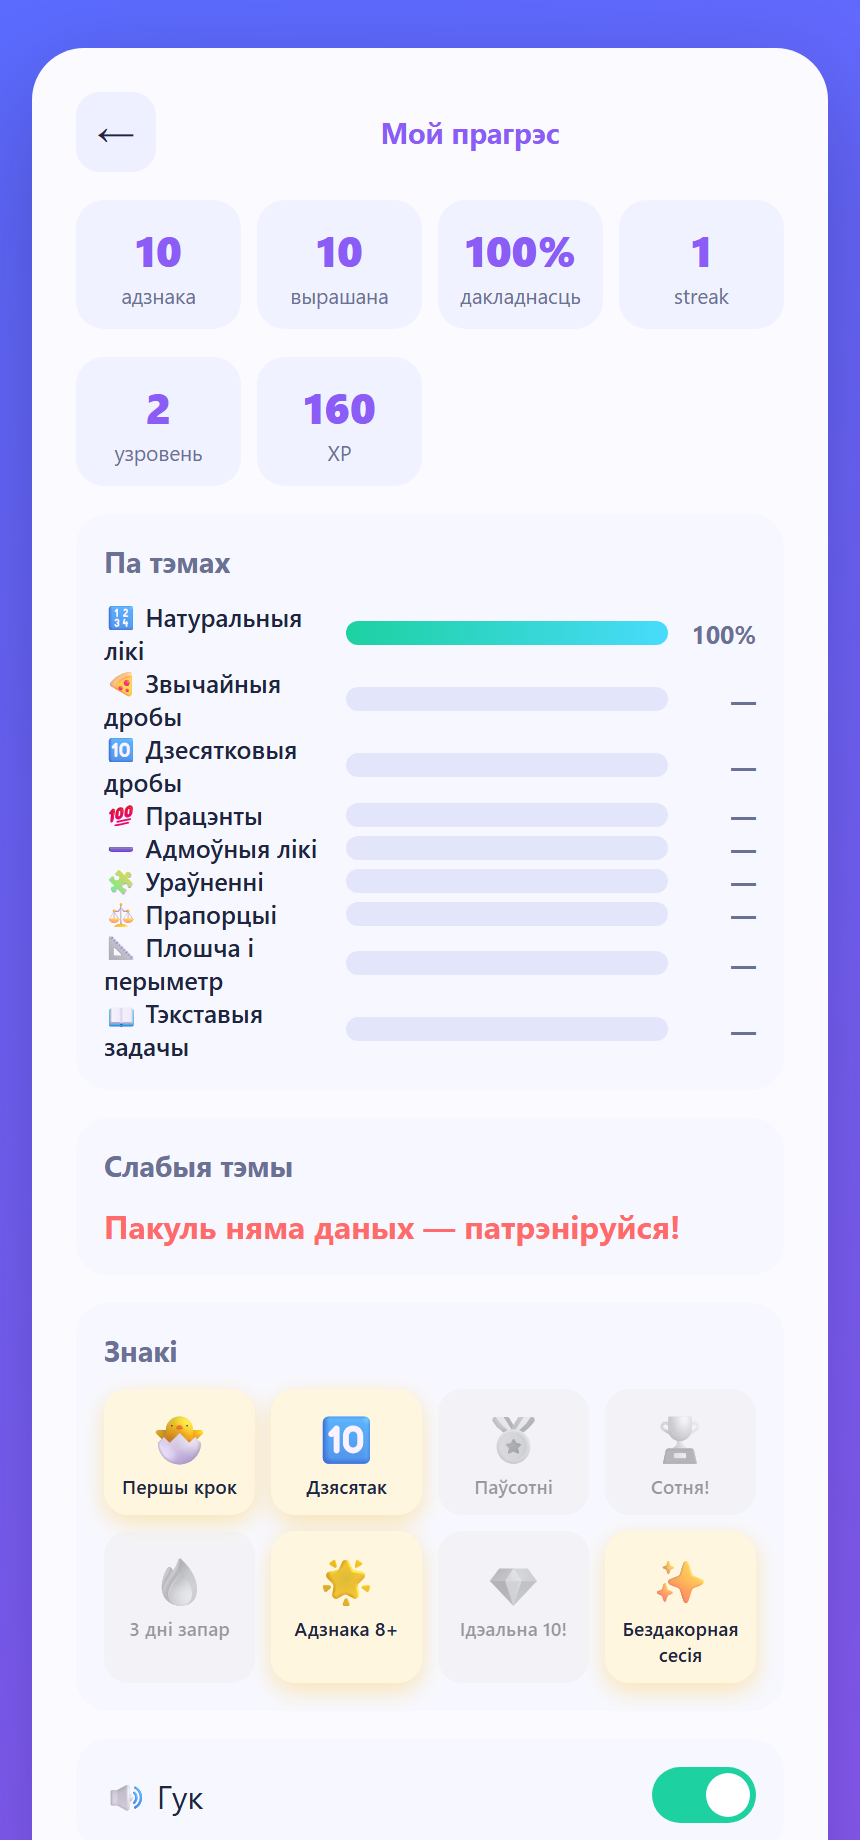 Мой прагрэс
10
адзнака
10
вырашана
100%
дакладнасць
1
streak
2
узровень
160
XP
Па тэмах
Натуральныя
лікі
100%
Звычайныя
дробы
—
Дзесятковыя
дробы
—
Працэнты
—
Адмоўныя лікі
—
Ураўненні
—
Прапорцыі
—
Плошча і
перыметр
—
Тэкставыя
задачы
—
Слабыя тэмы
Пакуль няма даных — патрэніруйся!
Знакі
Першы крок
Дзясятак
Паўсотні
Сотня!
3 дні запар
Адзнака 8+
Ідэальна 10!
Бездакорная
сесія
Гук